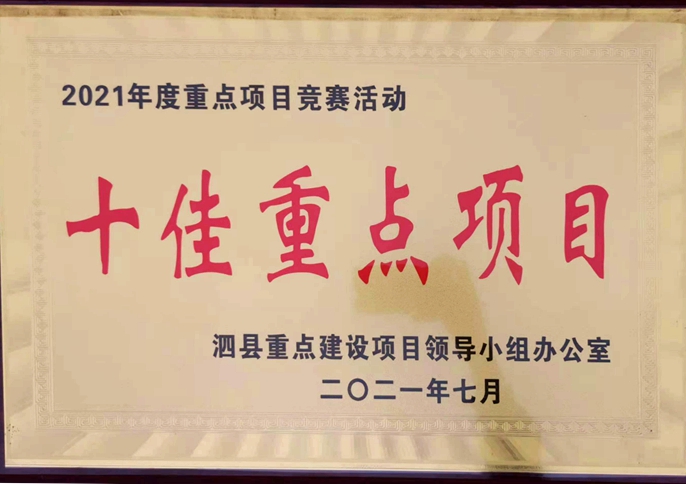 2021年度重点项目竞赛活动
十佳重点项目
泗县重点建设项目领导小组办公室
二〇二一年七月